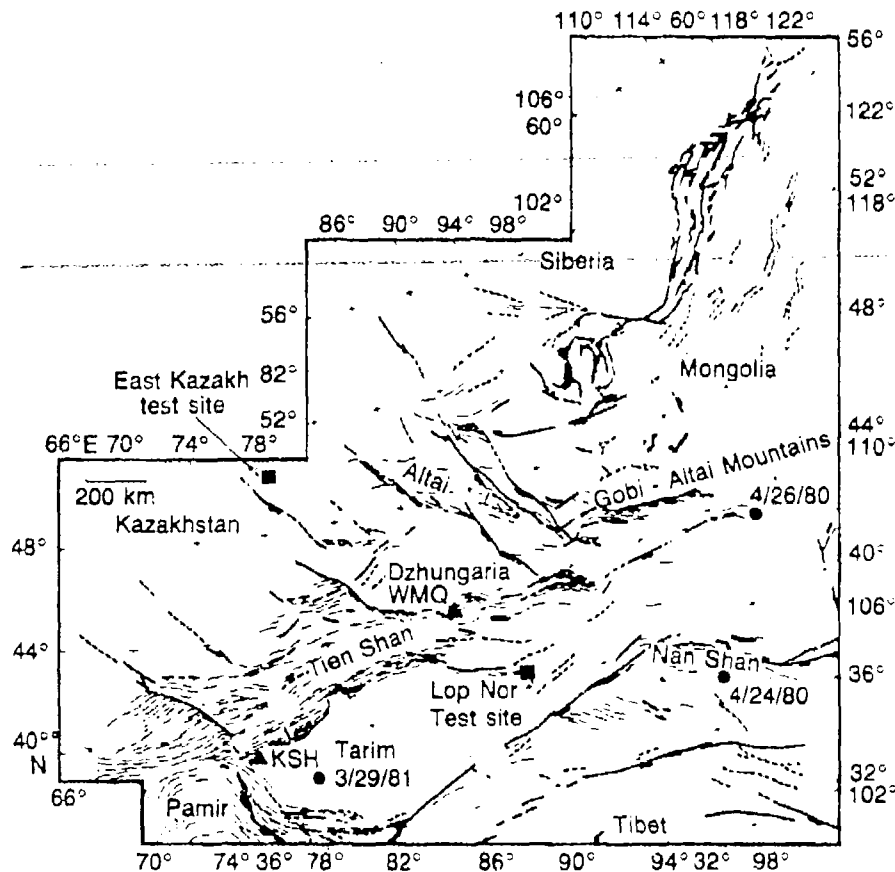 110° 114° 60° 118° 122°
56°
106°
60°
122°
52°
118°
102°
86° 90° 94° 98°
Siberia
56°
48°
East Kazakh
test site
82°
Mongolia
52°
44°
110°
66°E 70° 74° 78°
Altai
Gobi - Altai Mountains
4/26/80
200 km
Kazakhstan
48°
40°
Dzhungaria
WMQ
106°
44°
Tien Shan
Nan Shan
36°
Lop Nor
Test site
4/24/80
40°
N
KSH
Tarim
3/29/81
32°
102°
66°
Pamir
Tibet
70° 74° 36° 78° 82° 86° 90° 94° 32° 98°